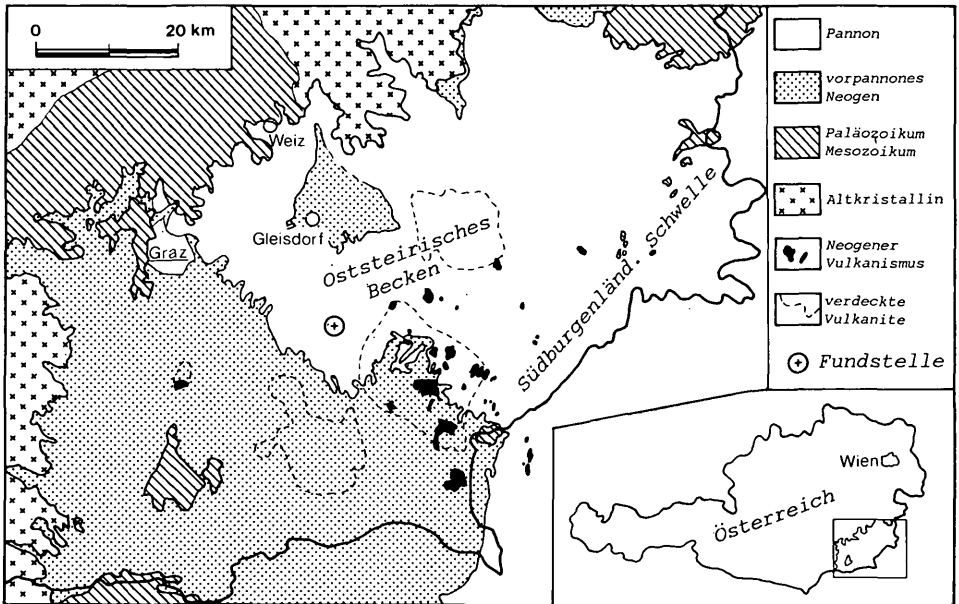 0 20 km
Weiz
Gleisdorf
Graz
Oststeirisches
Becken
Südburgenländ. Schwelle
Pannon
vorpannones
Neogen
Paläozoikum
Mesozoikum
Altkristallin
Neogener
Vulkanismus
verdeckte
Vulkanite
Fundstelle
Wien
Österreich